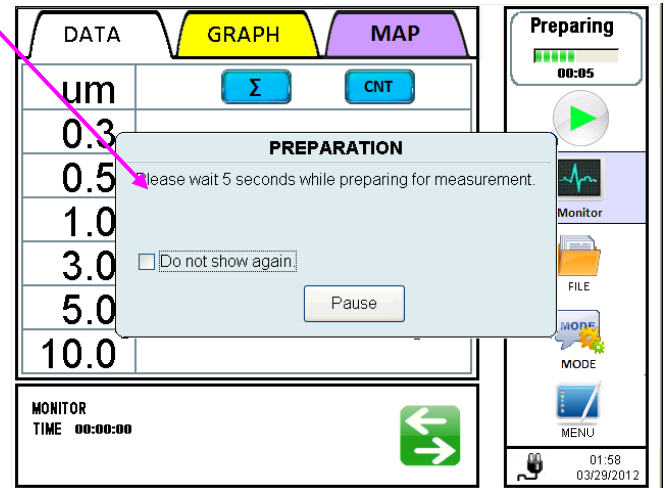 DATA GRAPH MAP
um Σ CNT
0.3
0.5
1.0
3.0
5.0
10.0
PREPARATION
Please wait 5 seconds while preparing for measurement.
Do not show again.
Pause
MONITOR
TIME 00:00:00
Preparing
00:05
Monitor
FILE
MODE
MODE
MENU
01:58
03/29/2012